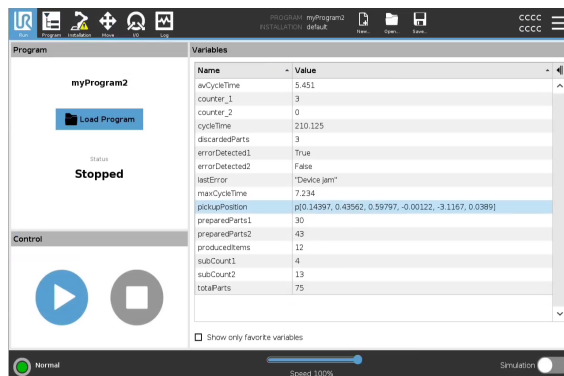 PROGRAM myProgram2
INSTALLATION default
CCCC
CCCC
UR
Run
Program
Installation
Move
I/O
Log
New...
Open...
Save...
Program
Variables
myProgram2
Load Program
Status
Stopped
Control
Name Value
avCycleTime 5.451
counter_1 3
counter_2 0
cycleTime 210.125
discardedParts 3
errorDetected1 True
errorDetected2 False
lastError "Device jam"
maxCycleTime 7.234
pickupPosition p[0.14397, 0.43562, 0.59797, -0.00122, -3.1167, 0.0389]
preparedParts1 30
preparedParts2 43
producedItems 12
subCount1 4
subCount2 13
totalParts 75
Show only favorite variables
Normal
Speed 100%
Simulation